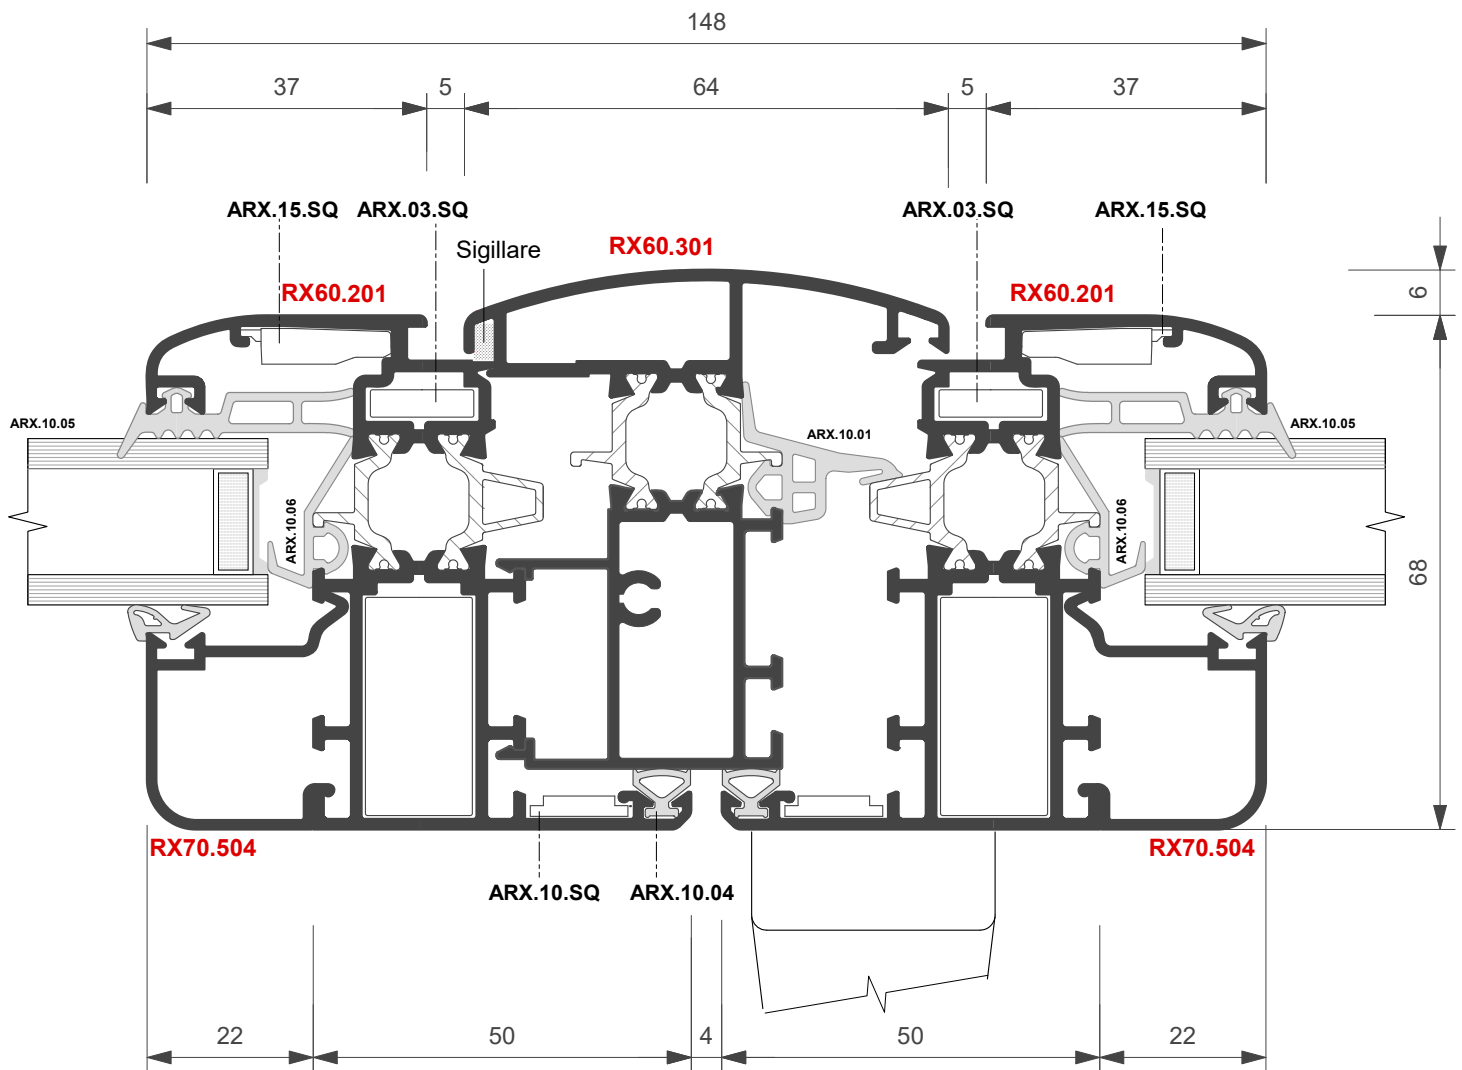 148
37 5 64 5 37
ARX.15.SQ ARX.03.SQ ARX.03.SQ ARX.15.SQ
Sigillare RX60.301
RX60.201 RX60.201
6
ARX.10.05 ARX.10.01 ARX.10.05
ARX.10.06 ARX.10.06
68
RX70.504 RX70.504
ARX.10.SQ ARX.10.04
22 50 4 50 22